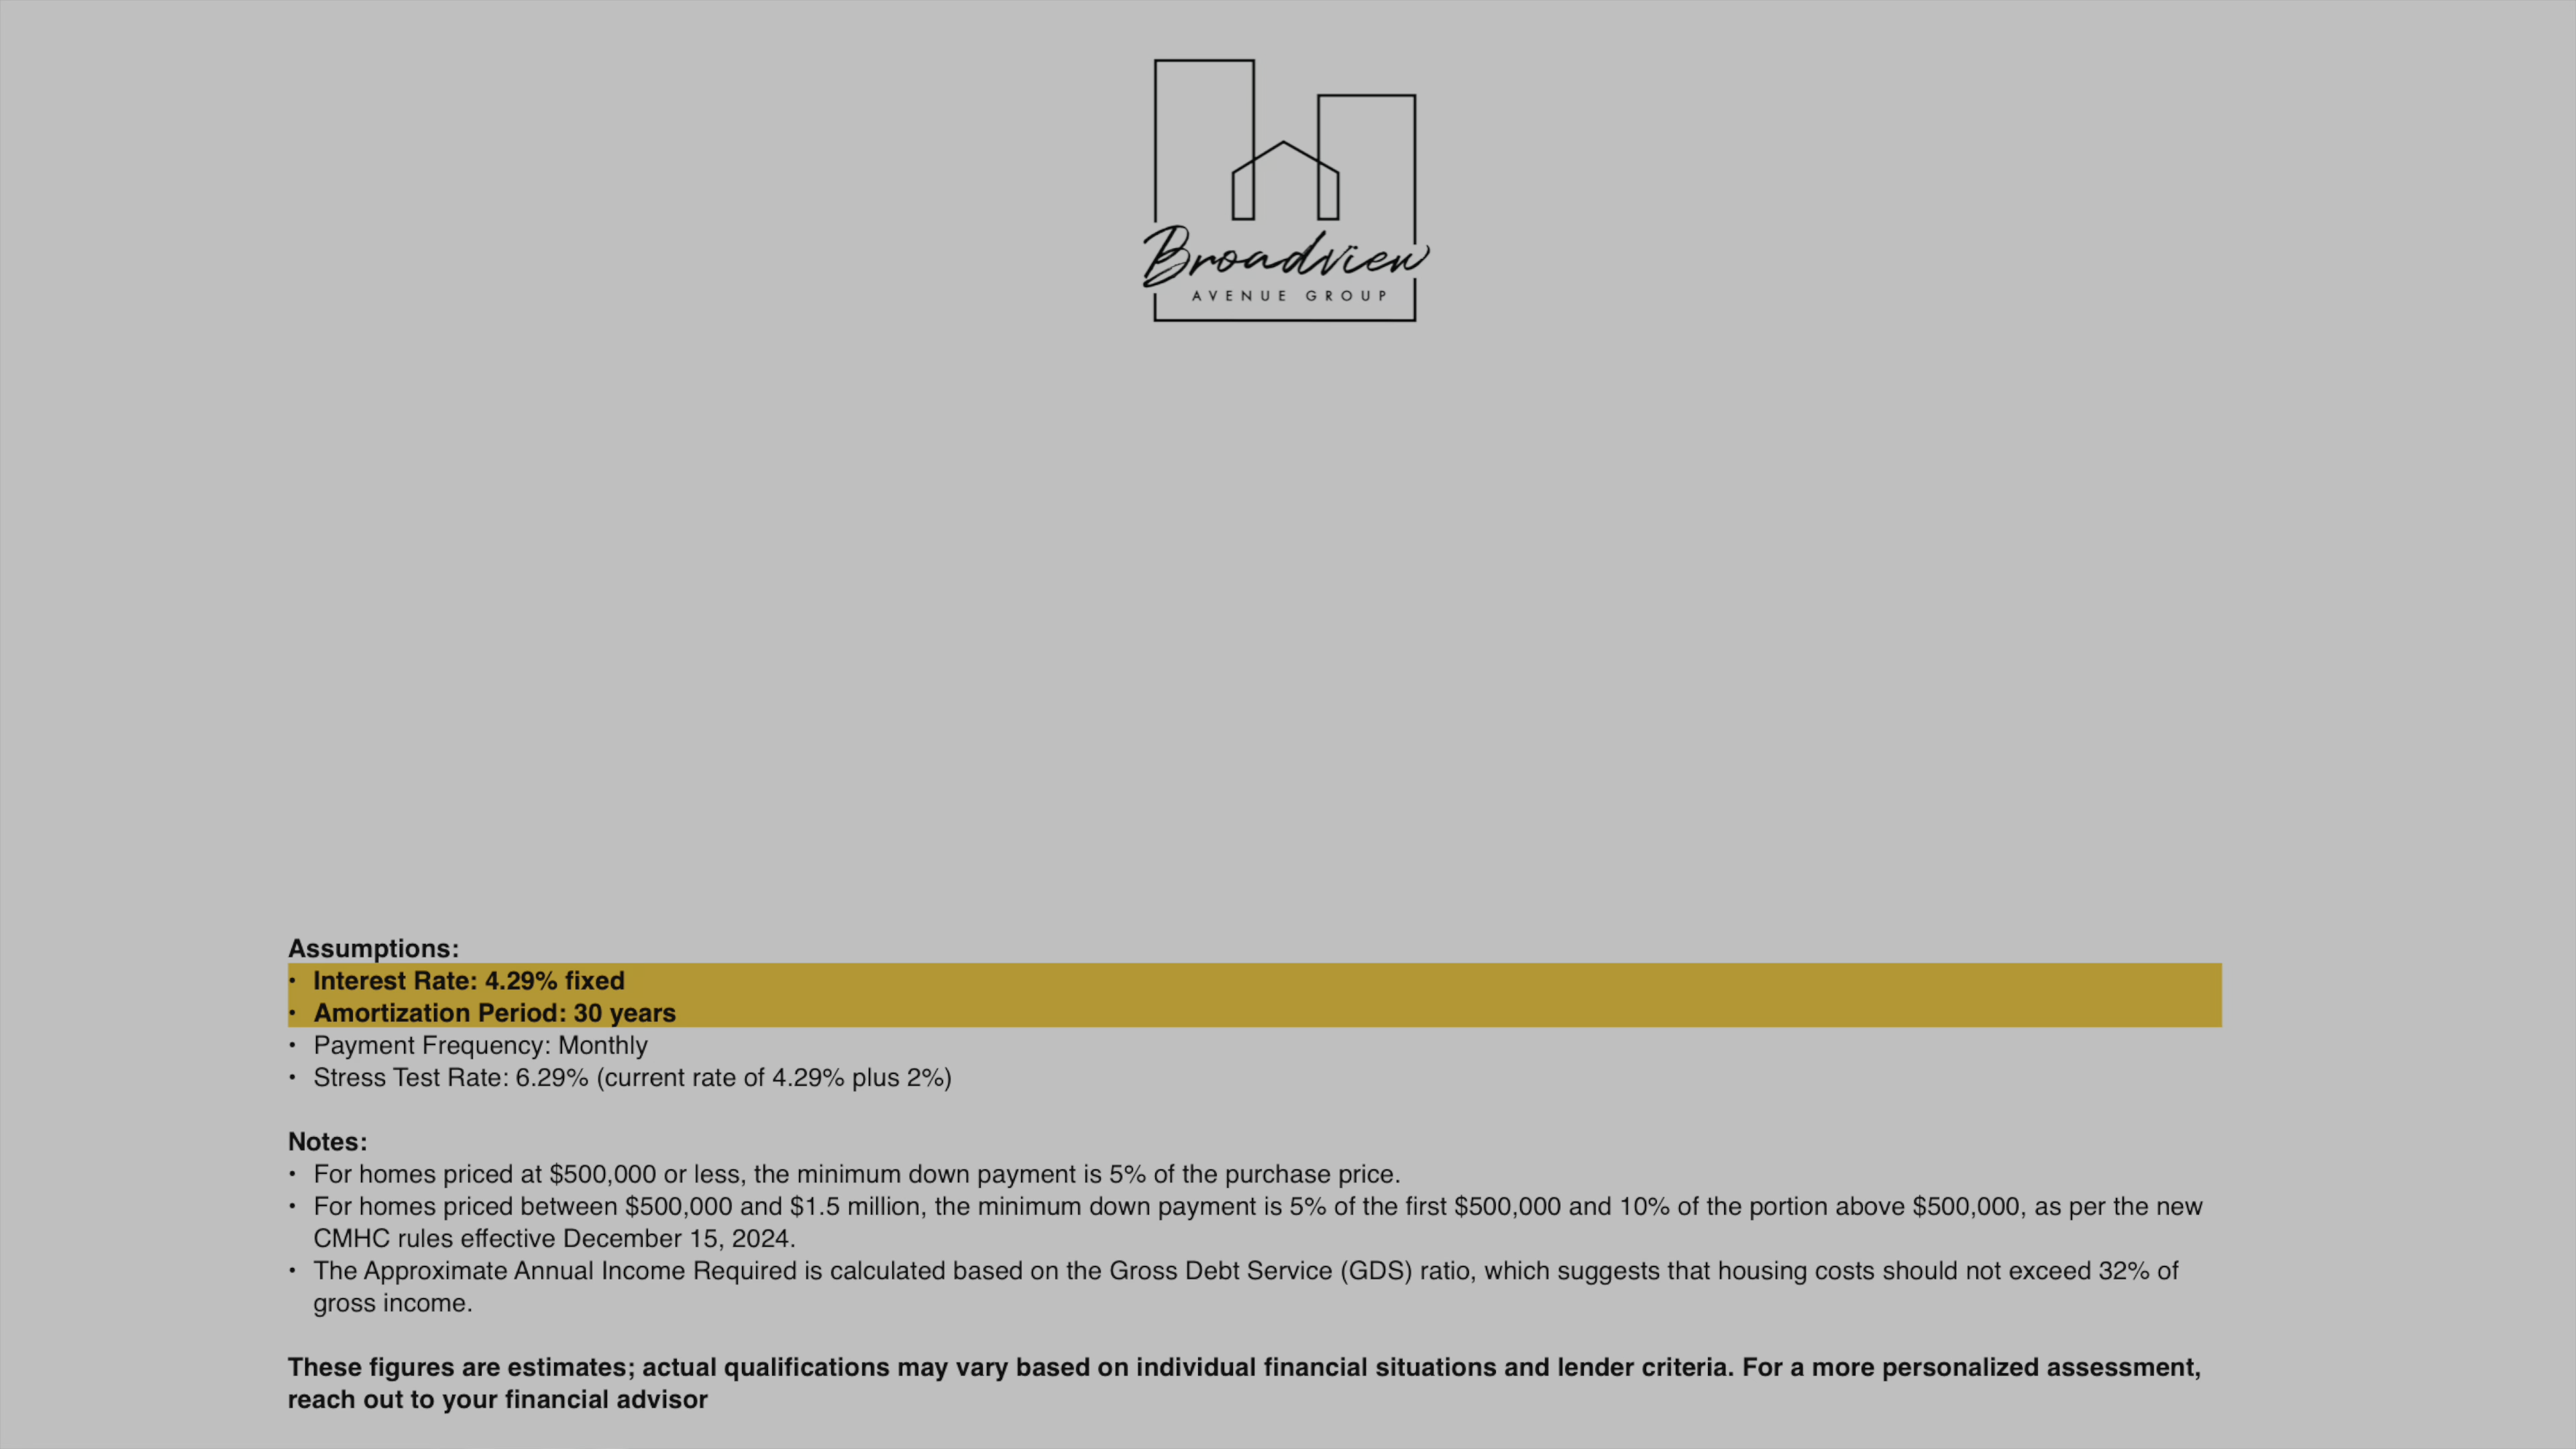 Broadview
AVENUE GROUP
Assumptions:
• Interest Rate: 4.29% fixed
• Amortization Period: 30 years
• Payment Frequency: Monthly
• Stress Test Rate: 6.29% (current rate of 4.29% plus 2%)
Notes:
• For homes priced at $500,000 or less, the minimum down payment is 5% of the purchase price.
• For homes priced between $500,000 and $1.5 million, the minimum down payment is 5% of the first $500,000 and 10% of the portion above $500,000, as per the new
CMHC rules effective December 15, 2024.
• The Approximate Annual Income Required is calculated based on the Gross Debt Service (GDS) ratio, which suggests that housing costs should not exceed 32% of
gross income.
These figures are estimates; actual qualifications may vary based on individual financial situations and lender criteria. For a more personalized assessment,
reach out to your financial advisor